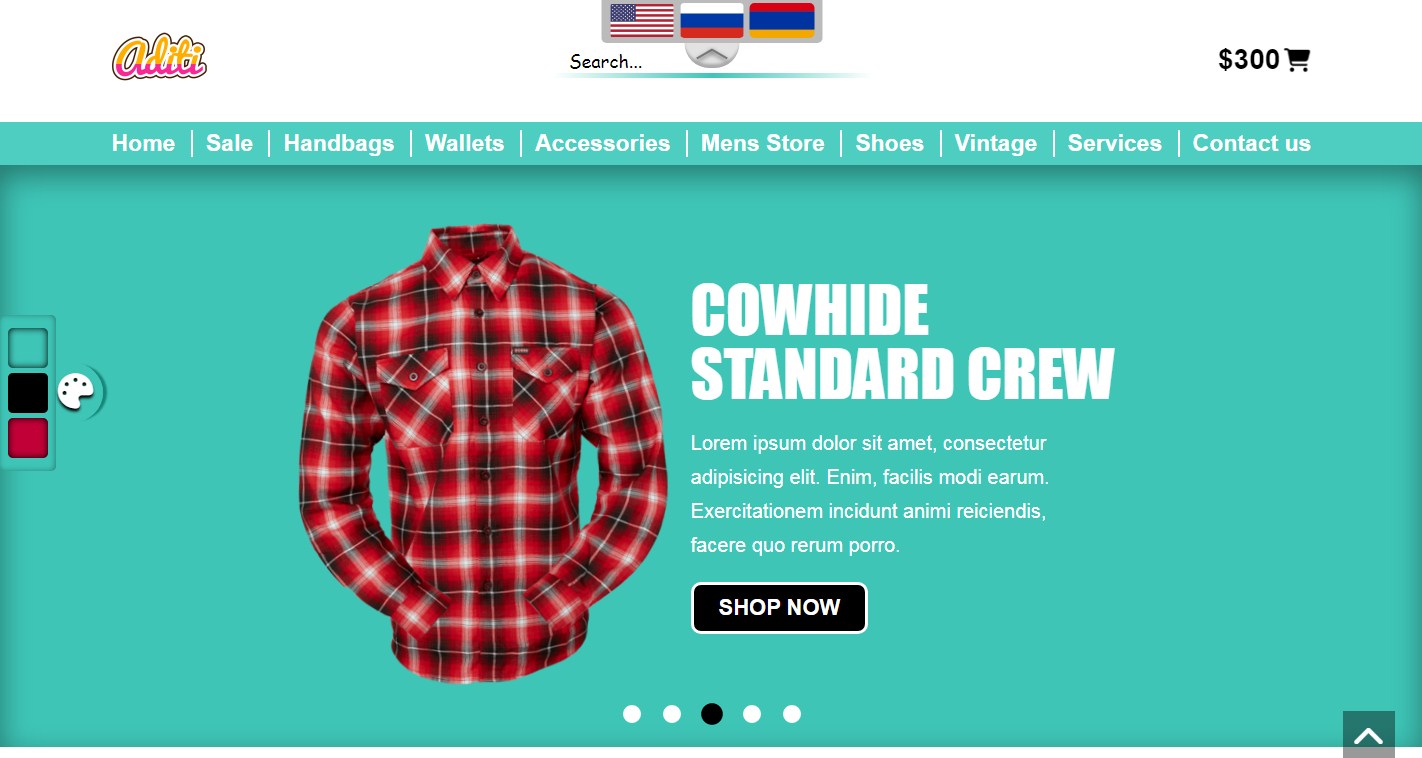 Aditi
Search...
$300
Home Sale Handbags Wallets Accessories Mens Store Shoes Vintage Services Contact us
COWHIDE
STANDARD CREW
Lorem ipsum dolor sit amet, consectetur
adipisicing elit. Enim, facilis modi earum.
Exercitationem incidunt animi reiciendis,
facere quo rerum porro.
SHOP NOW